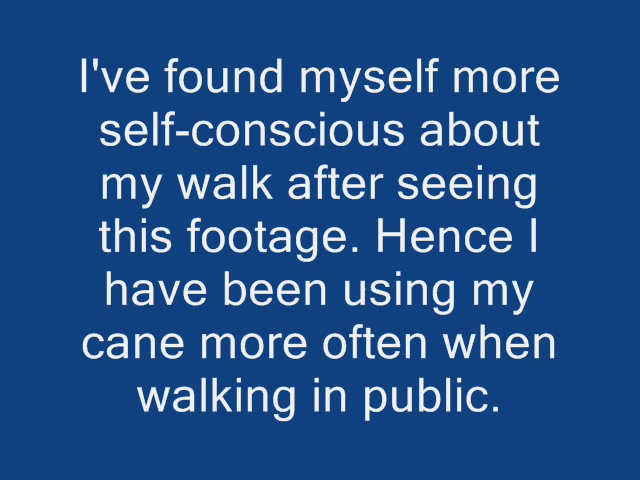 I've found myself more
self-conscious about
my walk after seeing
this footage. Hence I
have been using my
cane more often when
walking in public.